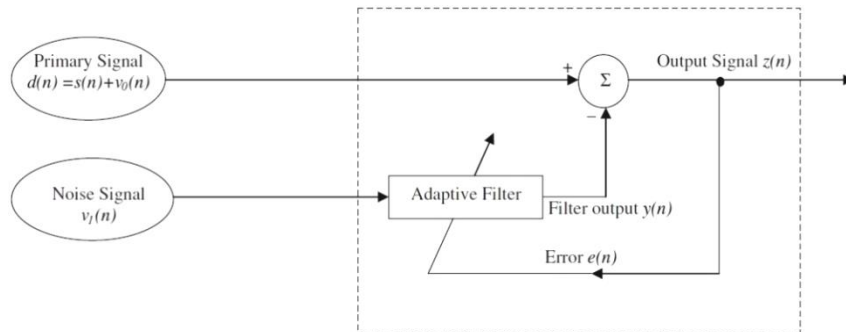 Primary Signal
d(n) =s(n)+v₀(n)
+
Σ
Output Signal z(n)
–
Noise Signal
v₁(n)
Adaptive Filter
Filter output y(n)
Error e(n)